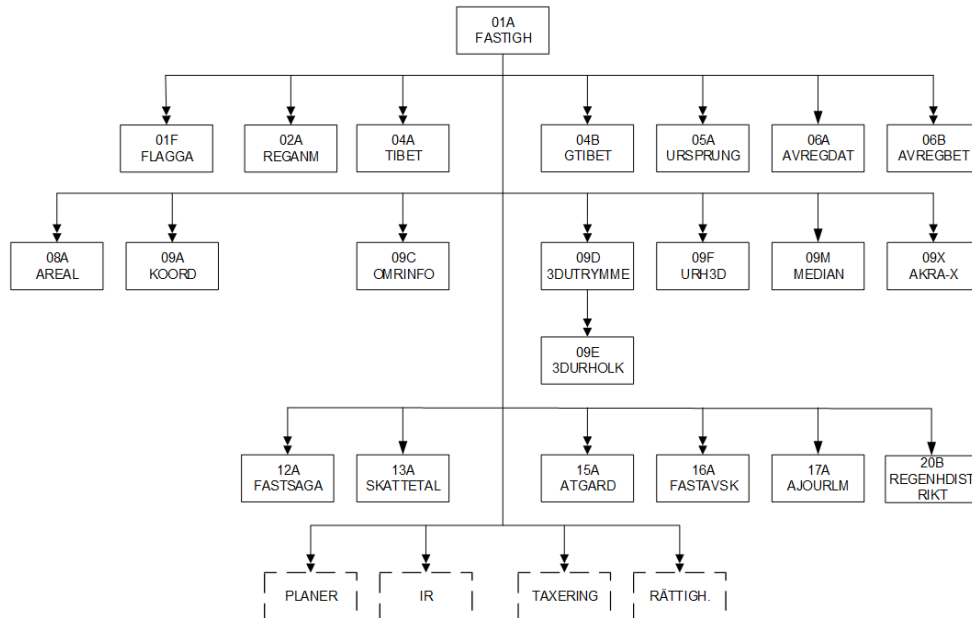 01A
FASTIGH
01F
FLAGGA
02A
REGANM
04A
TIBET
04B
GTIBET
05A
URSPRUNG
06A
AVREGDAT
06B
AVREGBET
08A
AREAL
09A
KOORD
09C
OMRINFO
09D
3DUTRYMME
09F
URH3D
09M
MEDIAN
09X
AKRA-X
09E
3DURHOLK
12A
FASTSAGA
13A
SKATTETAL
15A
ATGARD
16A
FASTAVSK
17A
AJOURLM
20B
REGENHDIST
RIKT
PLANER
IR
TAXERING
RÄTTIGH.